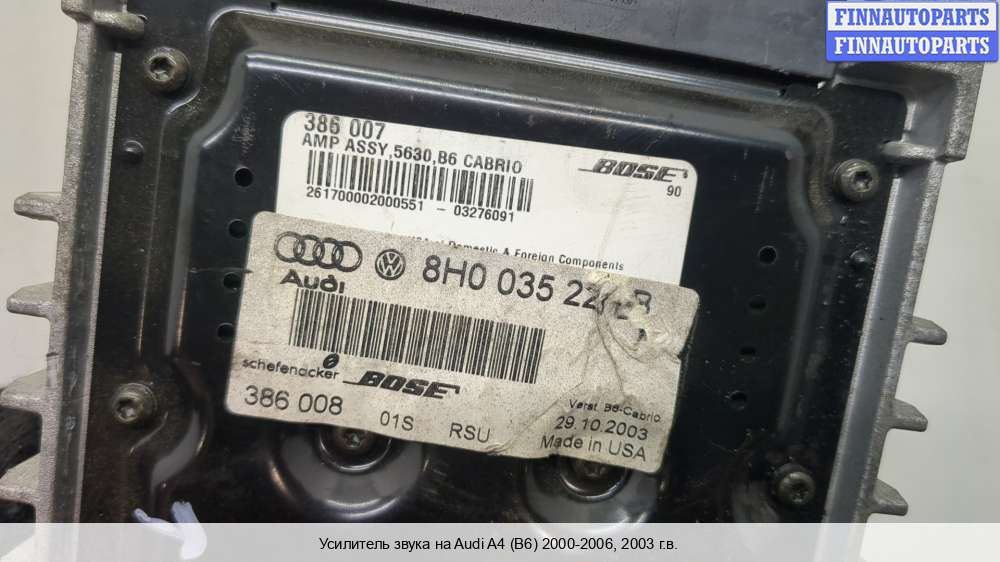 FINNAUTOPARTS
FINNAUTOPARTS
386 007
AMP ASSY,5630,B6 CABRIO
BOSE
90
261700002000551 - 03276091
Domestic & Foreign Components
8H0 035
Audi
schefenacker BOSE
386 008 01S RSU
Verst. B6-Cabrio
29.10.2003
Made in USA
Усилитель звука на Audi A4 (B6) 2000-2006, 2003 г.в.